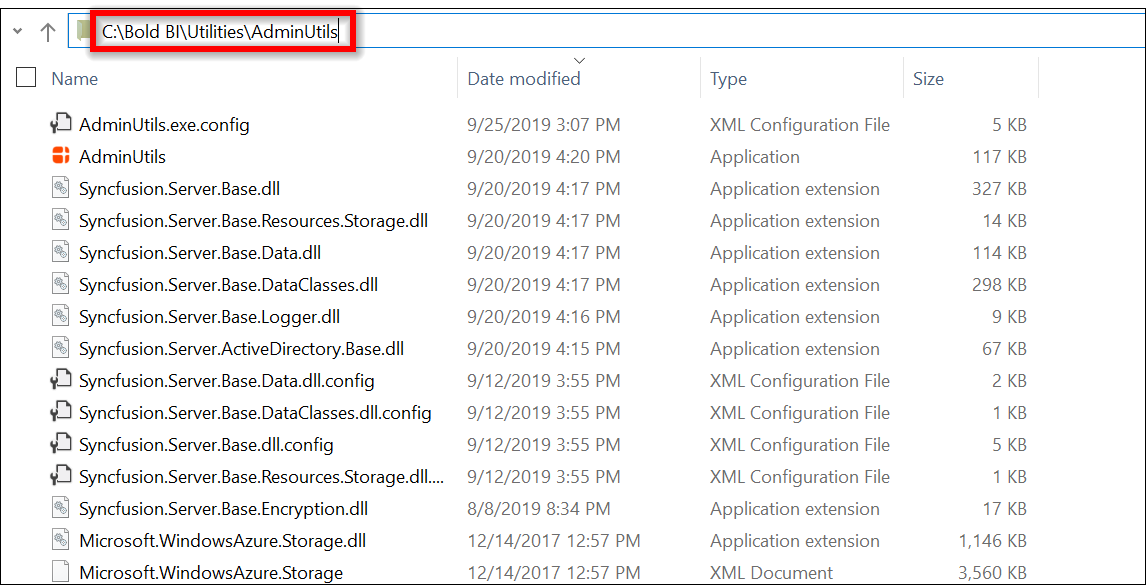 C:\Bold BI\Utilities\AdminUtils
Name Date modified Type Size
AdminUtils.exe.config 9/25/2019 3:07 PM XML Configuration File 5 KB
AdminUtils 9/20/2019 4:20 PM Application 117 KB
Syncfusion.Server.Base.dll 9/20/2019 4:17 PM Application extension 327 KB
Syncfusion.Server.Base.Resources.Storage.dll 9/20/2019 4:17 PM Application extension 14 KB
Syncfusion.Server.Base.Data.dll 9/20/2019 4:17 PM Application extension 114 KB
Syncfusion.Server.Base.DataClasses.dll 9/20/2019 4:17 PM Application extension 298 KB
Syncfusion.Server.Base.Logger.dll 9/20/2019 4:16 PM Application extension 9 KB
Syncfusion.Server.ActiveDirectory.Base.dll 9/20/2019 4:15 PM Application extension 67 KB
Syncfusion.Server.Base.Data.dll.config 9/12/2019 3:55 PM XML Configuration File 2 KB
Syncfusion.Server.Base.DataClasses.dll.config 9/12/2019 3:55 PM XML Configuration File 1 KB
Syncfusion.Server.Base.dll.config 9/12/2019 3:55 PM XML Configuration File 5 KB
Syncfusion.Server.Base.Resources.Storage.dll.... 9/12/2019 3:55 PM XML Configuration File 1 KB
Syncfusion.Server.Base.Encryption.dll 8/8/2019 8:34 PM Application extension 17 KB
Microsoft.WindowsAzure.Storage.dll 12/14/2017 12:57 PM Application extension 1,146 KB
Microsoft.WindowsAzure.Storage 12/14/2017 12:57 PM XML Document 3,560 KB